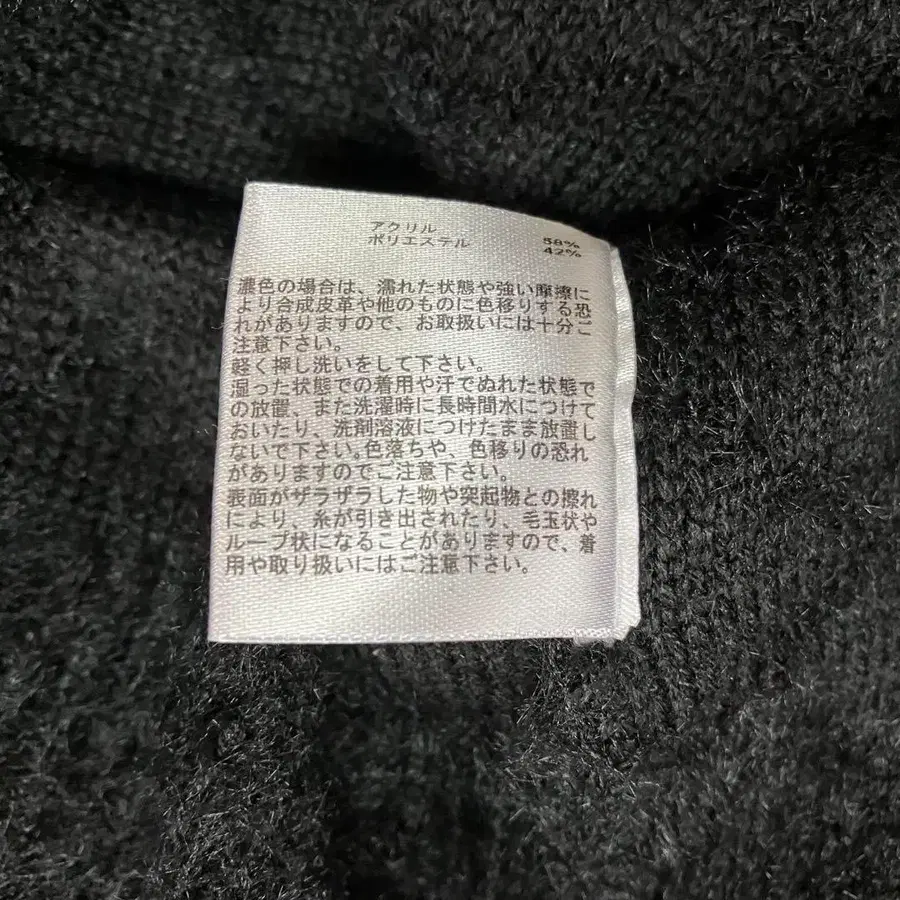 アクリル 58%
ポリエステル 42%
濃色の場合は、濡れた状態や強い摩擦に
より合成皮革や他のものに色移りする恐
れがありますので、お取扱いには十分ご
注意下さい。
軽く押し洗いをして下さい。
湿った状態での着用や汗でぬれた状態で
の放置、また洗濯時に長時間水につけて
おいたり、洗剤溶液につけたまま放置し
ないで下さい。色落ちや、色移りの恐れ
がありますのでご注意下さい。
表面がザラザラした物や突起物との擦れ
により、糸が引き出されたり、毛玉状や
ループ状になることがありますので、着
用や取り扱いにはご注意下さい。